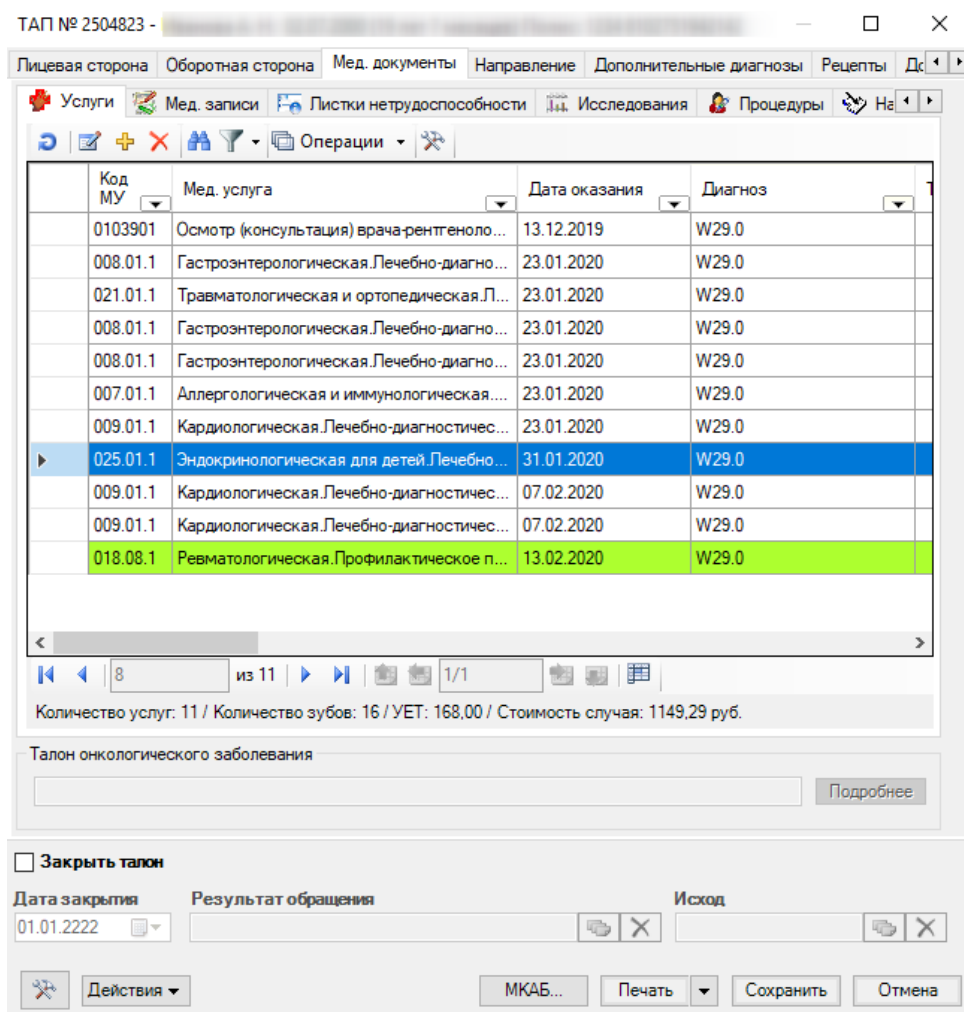 ТАП № 2504823 -
Лицевая сторона Оборотная сторона Мед. документы Направление Дополнительные диагнозы Рецепты
Услуги Мед. записи Листки нетрудоспособности Исследования Процедуры На
Операции
Код МУ Мед. услуга Дата оказания Диагноз
0103901 Осмотр (консультация) врача-рентгеноло... 13.12.2019 W29.0
008.01.1 Гастроэнтерологическая.Лечебно-диагно... 23.01.2020 W29.0
021.01.1 Травматологическая и ортопедическая.Л... 23.01.2020 W29.0
008.01.1 Гастроэнтерологическая.Лечебно-диагно... 23.01.2020 W29.0
008.01.1 Гастроэнтерологическая.Лечебно-диагно... 23.01.2020 W29.0
007.01.1 Аллергологическая и иммунологическая.... 23.01.2020 W29.0
009.01.1 Кардиологическая.Лечебно-диагностичес... 23.01.2020 W29.0
025.01.1 Эндокринологическая для детей.Лечебно... 31.01.2020 W29.0
009.01.1 Кардиологическая.Лечебно-диагностичес... 07.02.2020 W29.0
009.01.1 Кардиологическая.Лечебно-диагностичес... 07.02.2020 W29.0
018.08.1 Ревматологическая.Профилактическое п... 13.02.2020 W29.0
8 из 11 1/1
Количество услуг: 11 / Количество зубов: 16 / УЕТ: 168,00 / Стоимость случая: 1149,29 руб.
Талон онкологического заболевания
Подробнее
Закрыть талон
Дата закрытия Результат обращения Исход
01.01.2222
Действия МКАБ... Печать Сохранить Отмена